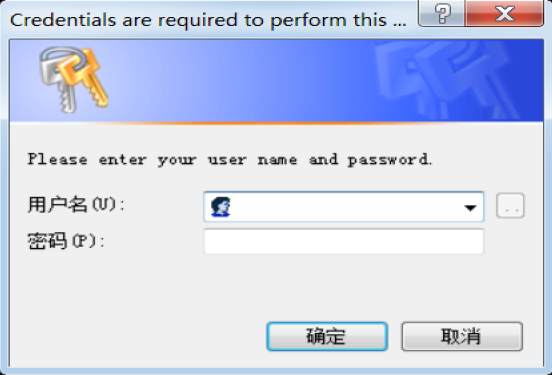 Credentials are required to perform this ...
Please enter your user name and password.
用户名(U):
..
密码(P):
确定
取消